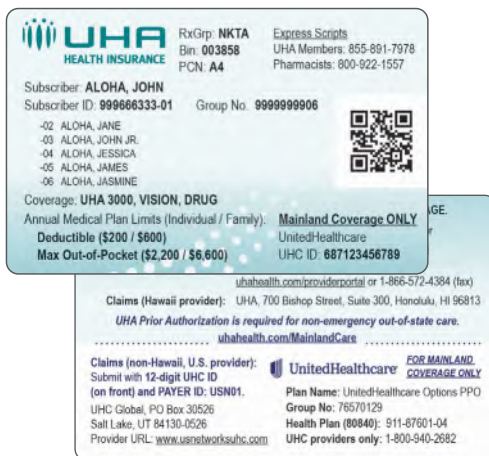 UHA
HEALTH INSURANCE
RxGrp: NKTA
Bin: 003858
PCN: A4
Express Scripts
UHA Members: 855-891-7978
Pharmacists: 800-922-1557
Subscriber: ALOHA, JOHN
Subscriber ID: 999666333-01 Group No. 9999999906
-02 ALOHA, JANE
-03 ALOHA, JOHN JR.
-04 ALOHA, JESSICA
-05 ALOHA, JAMES
-06 ALOHA, JASMINE
Coverage: UHA 3000, VISION, DRUG
Annual Medical Plan Limits (Individual / Family):
Deductible ($200 / $600)
Max Out-of-Pocket ($2,200 / $6,600)
Mainland Coverage ONLY
UnitedHealthcare
UHC ID: 687123456789
GE.
uhahealth.com/providerportal or 1-866-572-4384 (fax)
Claims (Hawaii provider): UHA, 700 Bishop Street, Suite 300, Honolulu, HI 96813
UHA Prior Authorization is required for non-emergency out-of-state care.
uhahealth.com/MainlandCare
Claims (non-Hawaii, U.S. provider):
Submit with 12-digit UHC ID
(on front) and PAYER ID: USN01.
UHC Global, PO Box 30526
Salt Lake, UT 84130-0526
Provider URL: www.usnetworksuhc.com
UnitedHealthcare
FOR MAINLAND
COVERAGE ONLY
Plan Name: UnitedHealthcare Options PPO
Group No: 76570129
Health Plan (80840): 911-87601-04
UHC providers only: 1-800-940-2682